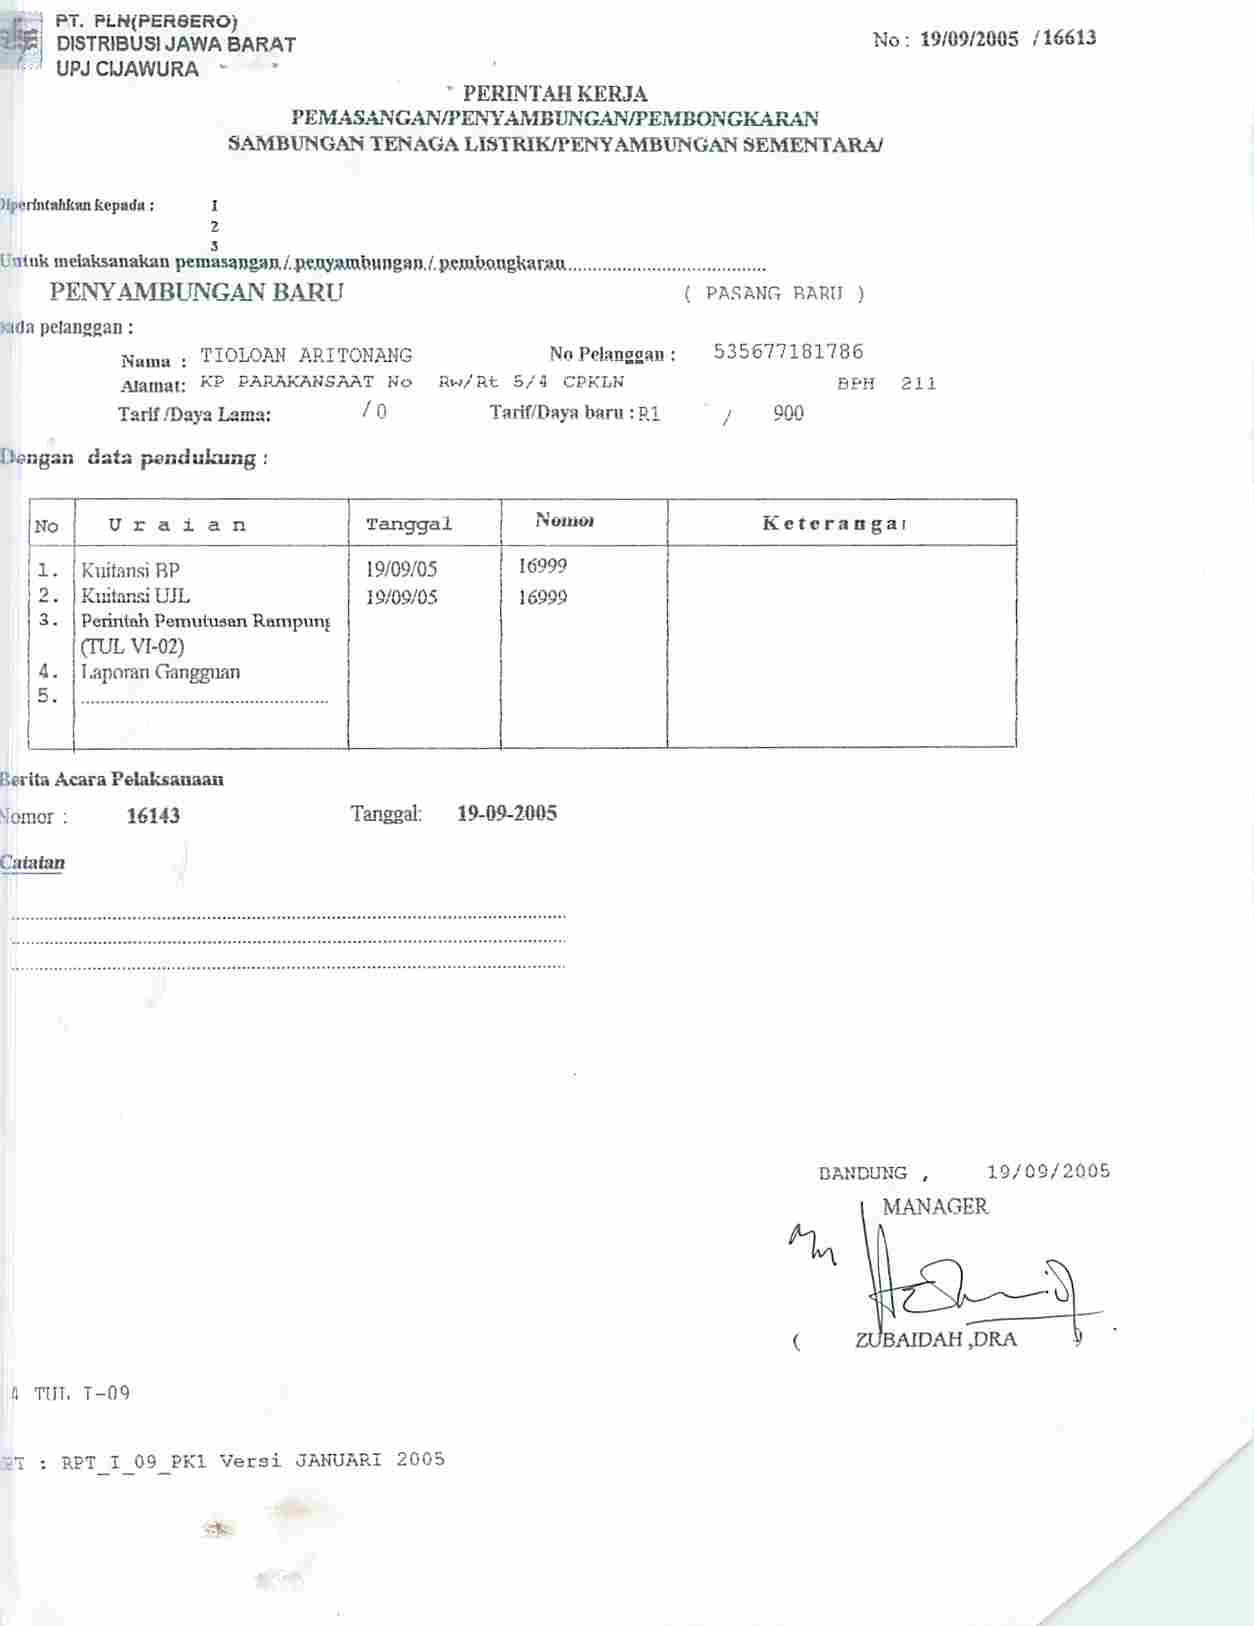 PT. PLN(PERSERO)
DISTRIBUSI JAWA BARAT
UPJ CIJAWURA
No : 19/09/2005 /16613
PERINTAH KERJA
PEMASANGAN/PENYAMBUNGAN/PEMBONGKARAN
SAMBUNGAN TENAGA LISTRIK/PENYAMBUNGAN SEMENTARA/
Diperintahkan kepada : 1
2
3
Untuk melaksanakan pemasangan / penyambungan / pembongkaran......................................
PENYAMBUNGAN BARU ( PASANG BARU )
pada pelanggan :
Nama : TIOLOAN ARITONANG No Pelanggan : 535677181786
Alamat: KP PARAKANSAAT No Rw/Rt 5/4 CPKLN BPH 211
Tarif /Daya Lama: / 0 Tarif/Daya baru : R1 / 900
Dengan data pendukung :
No Uraian Tanggal Nomor Keterangan
1. Kuitansi BP 19/09/05 16999
2. Kuitansi UJL 19/09/05 16999
3. Perintah Pemutusan Rampung
(TUL VI-02)
4. Laporan Gangguan
5. ..................................................
Berita Acara Pelaksanaan
Nomor : 16143 Tanggal: 19-09-2005
Catatan
BANDUNG , 19/09/2005
MANAGER
( ZUBAIDAH ,DRA )
4 TUL I-09
: RPT_I_09_PK1 Versi JANUARI 2005